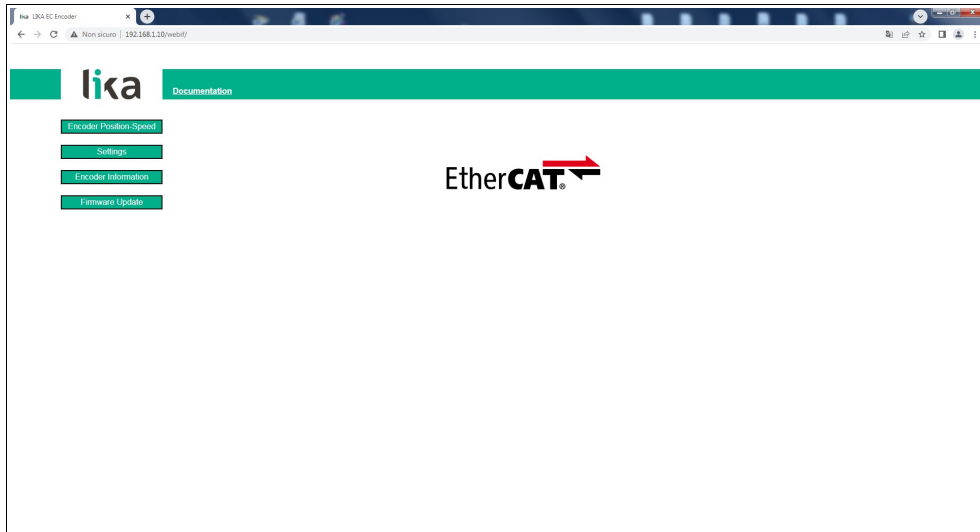 lika LIKA EC Encoder
Non sicuro | 192.168.1.10/webif/
lika
Documentation
Encoder Position-Speed
Settings
Encoder Information
Firmware Update
EtherCAT®